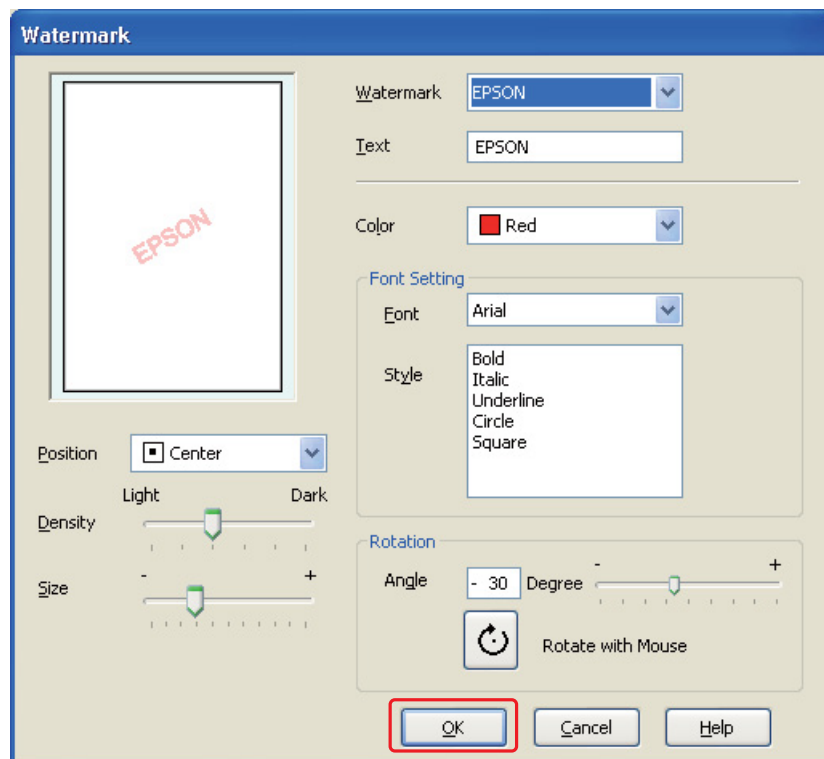 Watermark
EPSON
Position
Center
Light Dark
Density
Size
- +
Watermark EPSON
Text EPSON
Color Red
Font Setting
Font Arial
Style
Bold
Italic
Underline
Circle
Square
Rotation
- +
Angle - 30 Degree
Rotate with Mouse
OK Cancel Help